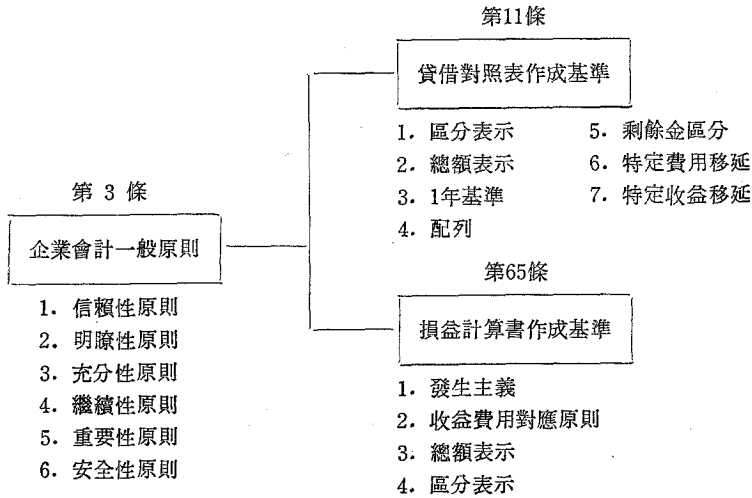 第11條
貸借對照表作成基準
1. 區分表示
2. 總額表示
3. 1年基準
4. 配列
5. 剩餘金區分
6. 特定費用移延
7. 特定收益移延
第 3 條
企業會計一般原則
1. 信賴性原則
2. 明瞭性原則
3. 充分性原則
4. 繼續性原則
5. 重要性原則
6. 安全性原則
第65條
損益計算書作成基準
1. 發生主義
2. 收益費用對應原則
3. 總額表示
4. 區分表示